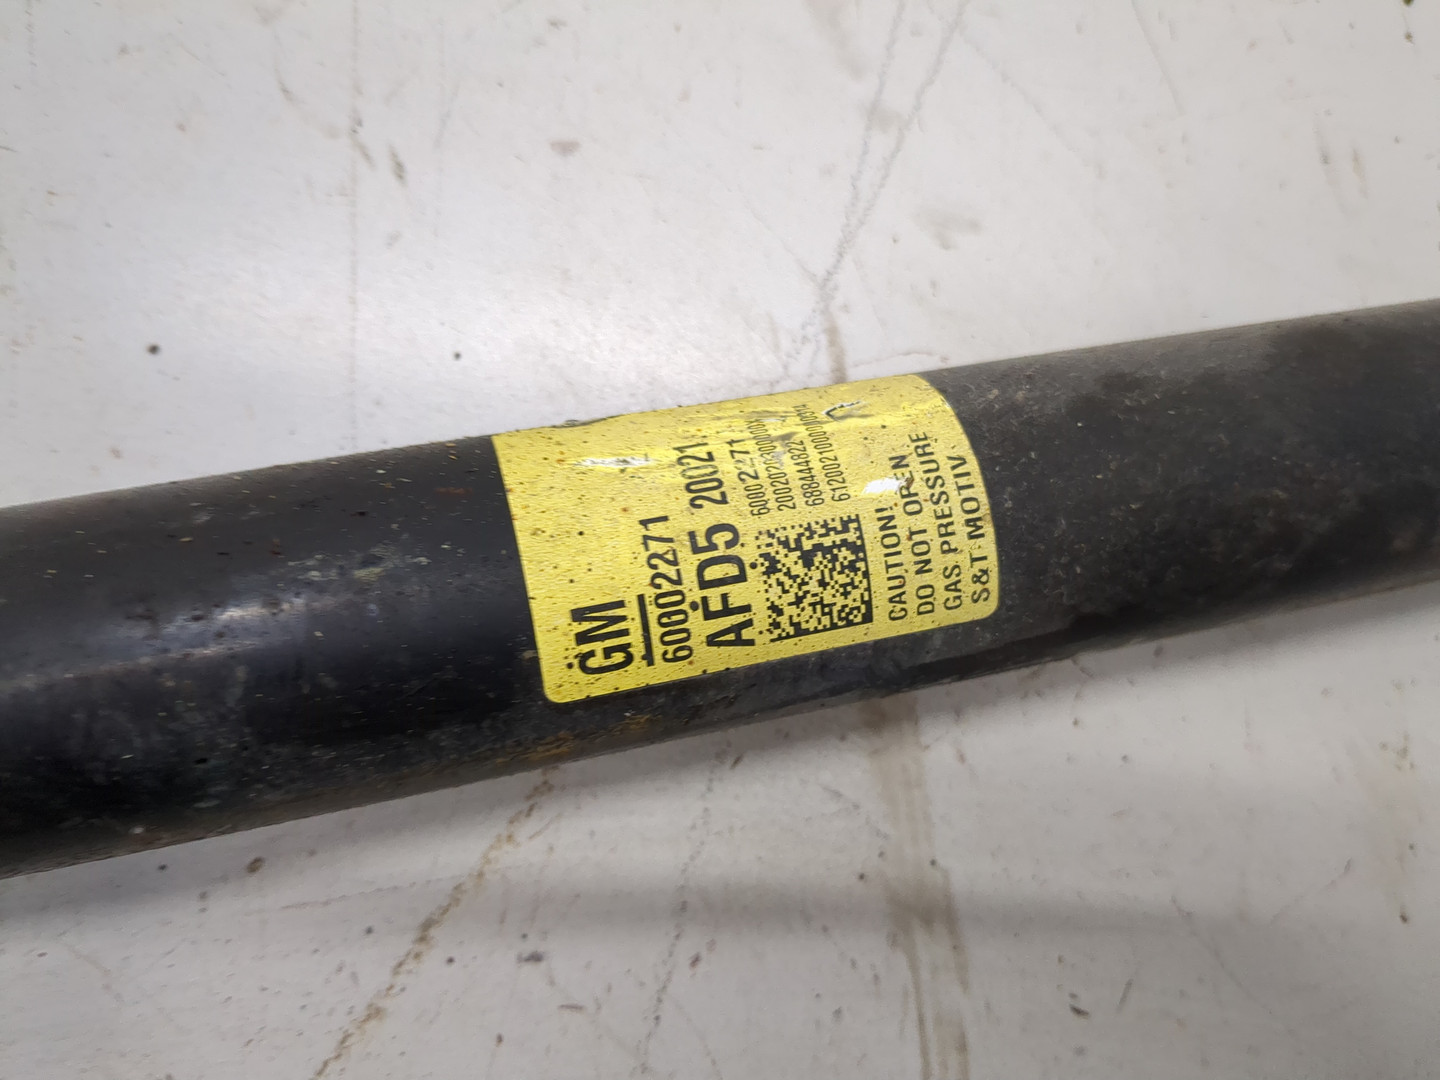 GM
60002271
AFD5 20021
60002271
68844822
CAUTION!
DO NOT OPEN
GAS PRESSURE
S&T MOTIV